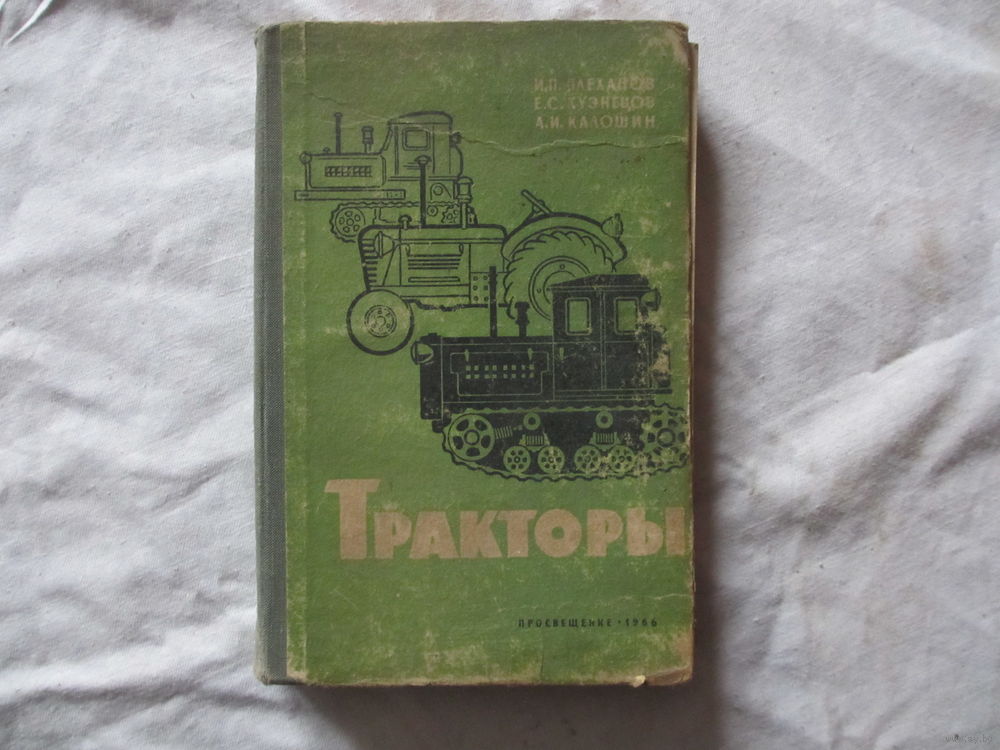 И.П. ПЛЕХАНОВ
Е.С. КУЗНЕЦОВ
А.И. КАЛОШИН
ТРАКТОРЫ
ПРОСВЕЩЕНИЕ • 1966